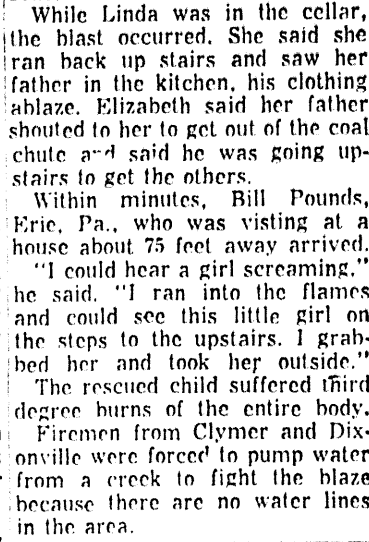 While Linda was in the cellar,
the blast occurred. She said she
ran back up stairs and saw her
father in the kitchen, his clothing
ablaze. Elizabeth said her father
shouted to her to get out of the coal
chute and said he was going up-
stairs to get the others.
Within minutes, Bill Pounds,
Erie, Pa., who was visting at a
house about 75 feet away arrived.
"I could hear a girl screaming,"
he said. "I ran into the flames
and could see this little girl on
the steps to the upstairs. I grab-
bed her and took her outside."
The rescued child suffered third
degree burns of the entire body.
Firemen from Clymer and Dix-
onville were forced to pump water
from a creek to fight the blaze
because there are no water lines
in the area.